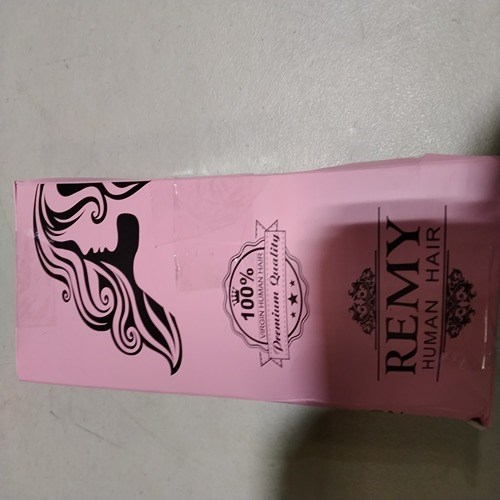 100%
VIRGIN HUMAN HAIR
Premium Quality
REMY
HUMAN HAIR